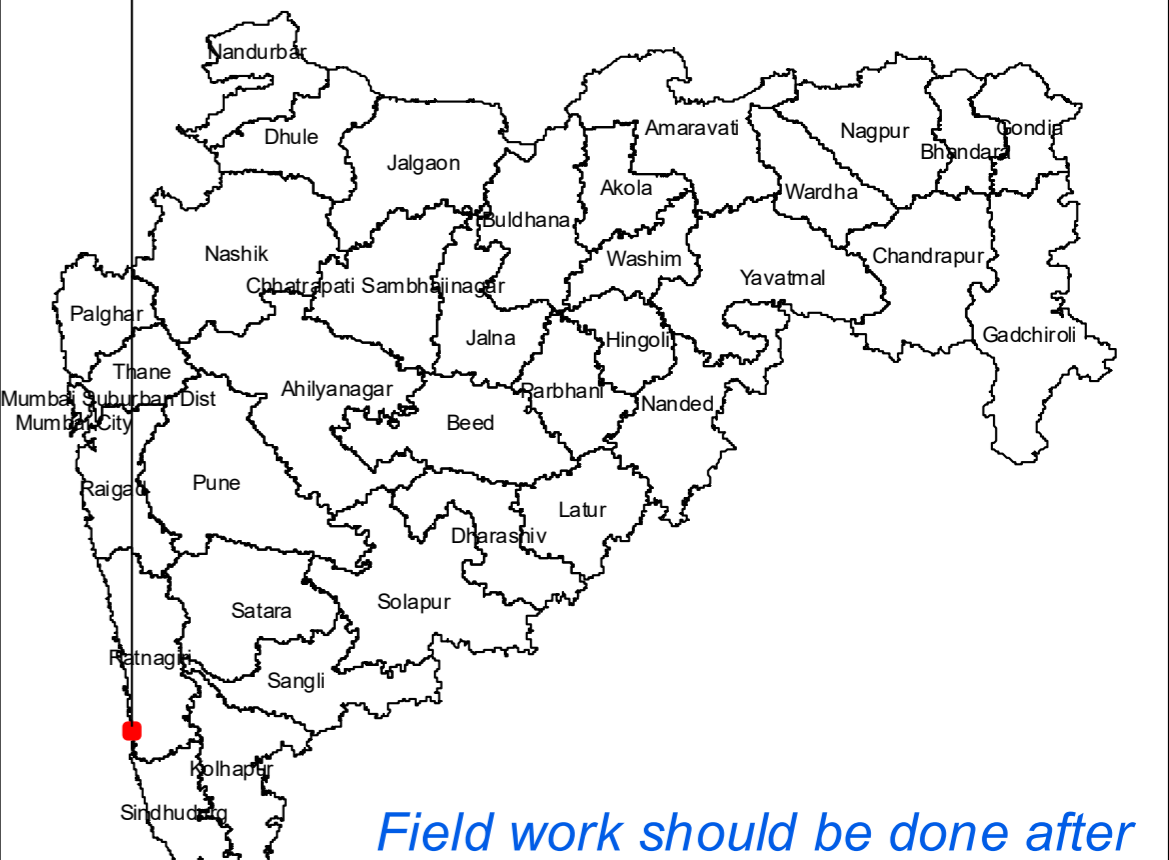 Nandurbar
Dhule
Jalgaon
Amaravati
Nagpur
Gondia
Bhandara
Akola
Wardha
Buldhana
Nashik
Washim
Chandrapur
Chhatrapati Sambhajinagar
Yavatmal
Palghar
Jalna
Hingoli
Gadchiroli
Thane
Ahilyanagar
Parbhani
Mumbai Suburban Dist
Nanded
Mumbai City
Beed
Raigad
Pune
Latur
Dharashiv
Satara
Solapur
Ratnagiri
Sangli
Kolhapur
Sindhudurg
Field work should be done after